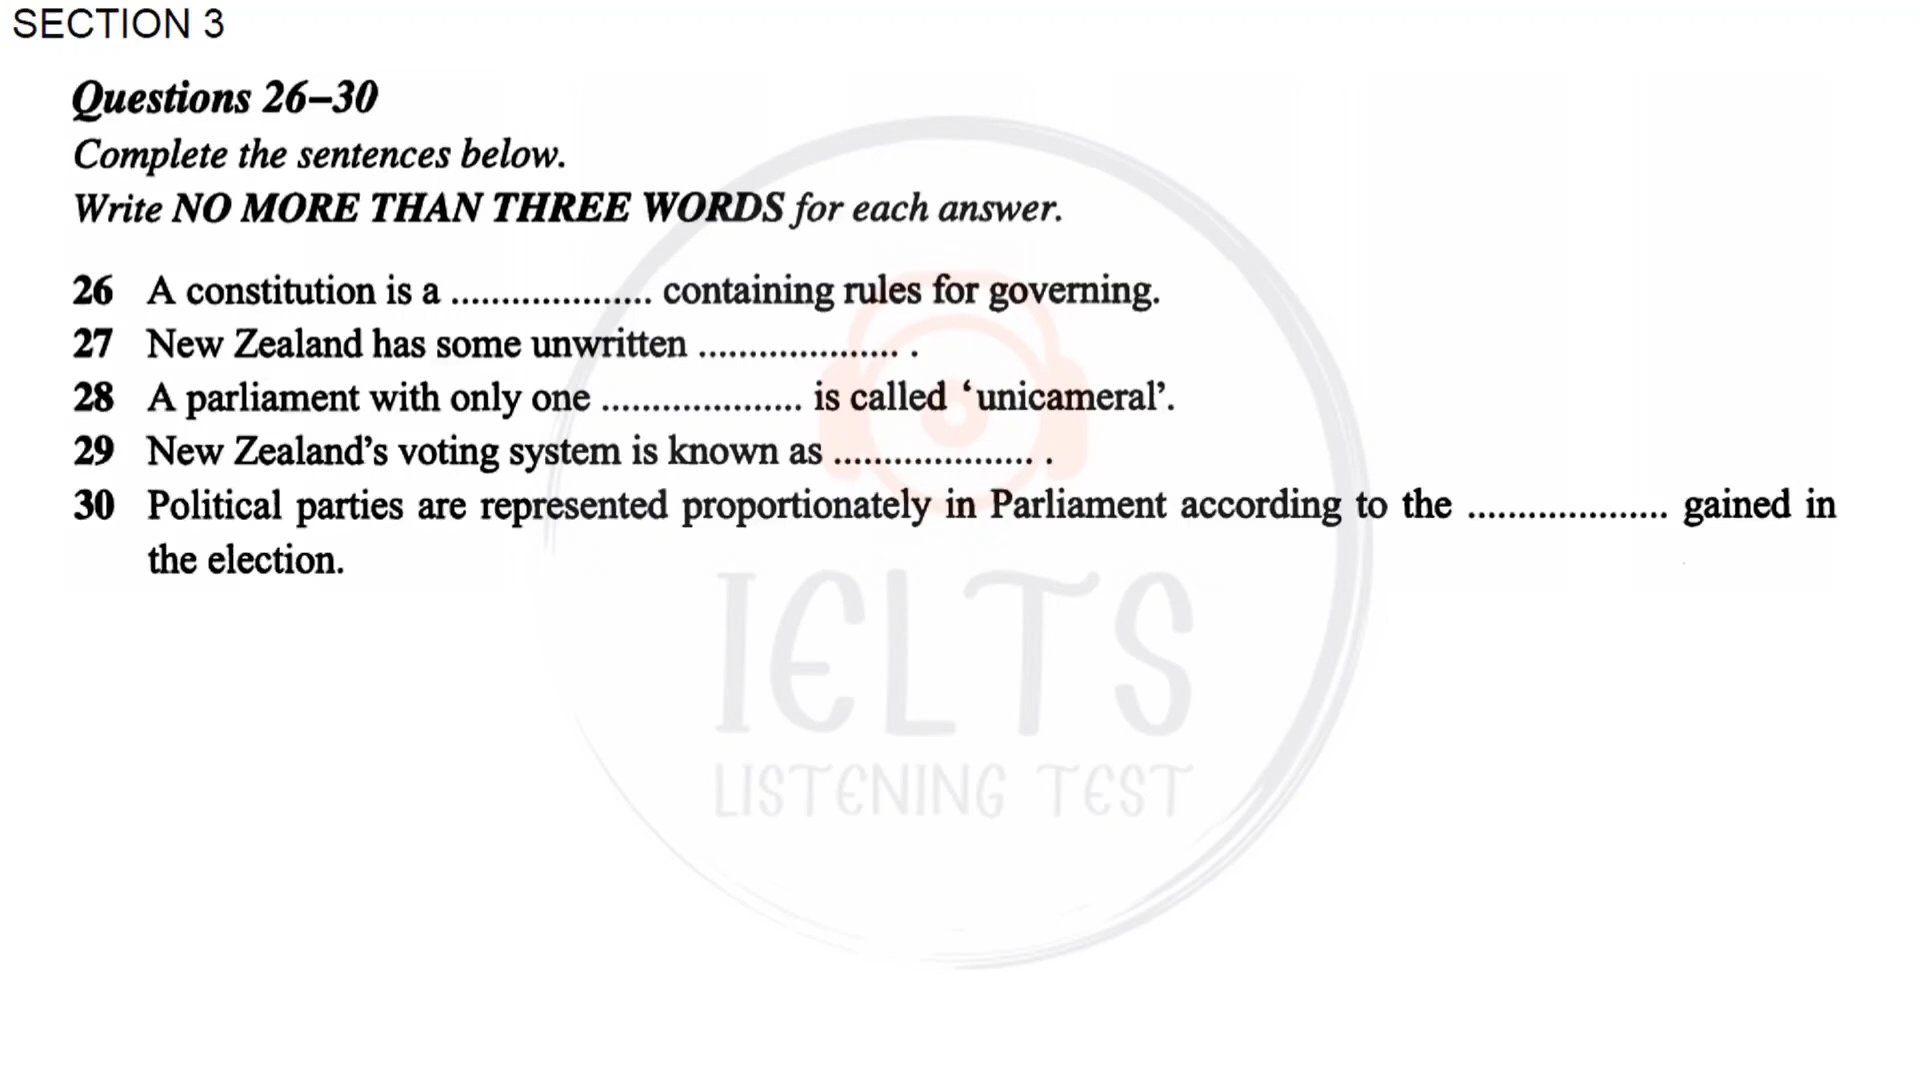 SECTION 3
Questions 26–30
Complete the sentences below.
Write NO MORE THAN THREE WORDS for each answer.
26 A constitution is a .................... containing rules for governing.
27 New Zealand has some unwritten .................... .
28 A parliament with only one .................... is called ‘unicameral’.
29 New Zealand’s voting system is known as .................... .
30 Political parties are represented proportionately in Parliament according to the .................... gained in
the election.
IELTS
LISTENING TEST